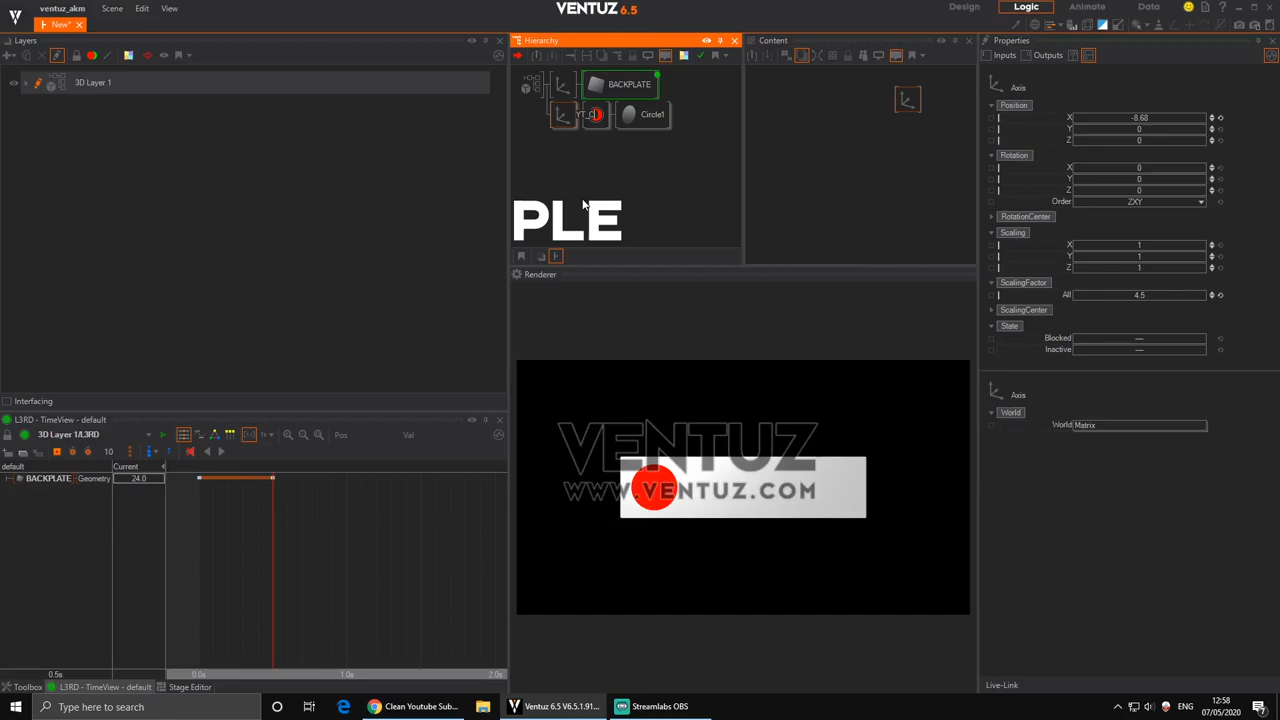 ventuz_akm Scene Edit View VENTUZ 6.5 Design Logic Animate Data
New*
Layers Hierarchy Content Properties
Inputs Outputs
3D Layer 1 BACKPLATE Axis
YT_C Circle1
Position
X -8.68
Y 0
Z 0
Rotation
X 0
Y 0
Z 0
Order ZXY
RotationCenter
Scaling
X 1
Y 1
Z 1
ScalingFactor
All 4.5
ScalingCenter
State
Blocked —
Inactive —
PLE
Renderer
VENTUZ
WWW.VENTUZ.COM
Axis
World
World Matrix
Interfacing
L3RD - TimeView - default
3D Layer 1/L3RD
10 1s Pos Val
default Current
BACKPLATE Geometry 24.0
0.5s 0.0s 1.0s 2.0s
Toolbox L3RD - TimeView - default Stage Editor Live-Link
Type here to search Clean Youtube Sub... Ventuz 6.5 V6.5.1.91... Streamlabs OBS ENG 12:58
07/05/2020